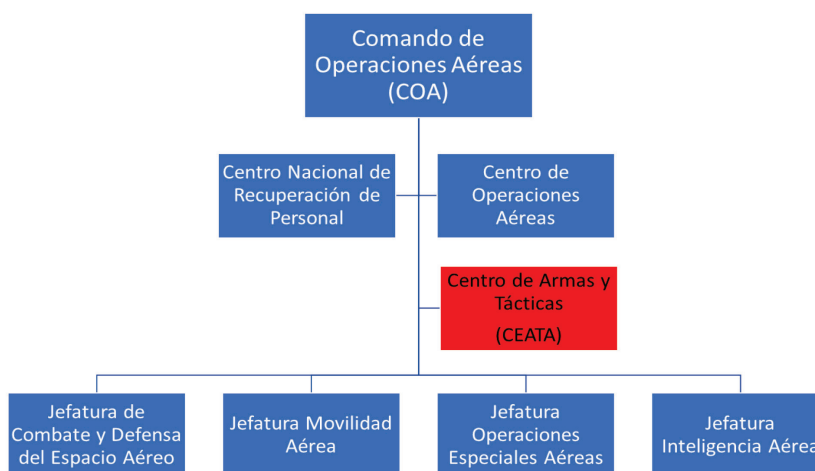 Comando de
Operaciones Aéreas
(COA)
Centro Nacional de
Recuperación de
Personal
Centro de
Operaciones
Aéreas
Centro de Armas y
Tácticas
(CEATA)
Jefatura de
Combate y Defensa
del Espacio Aéreo
Jefatura Movilidad
Aérea
Jefatura
Operaciones
Especiales Aéreas
Jefatura
Inteligencia Aérea